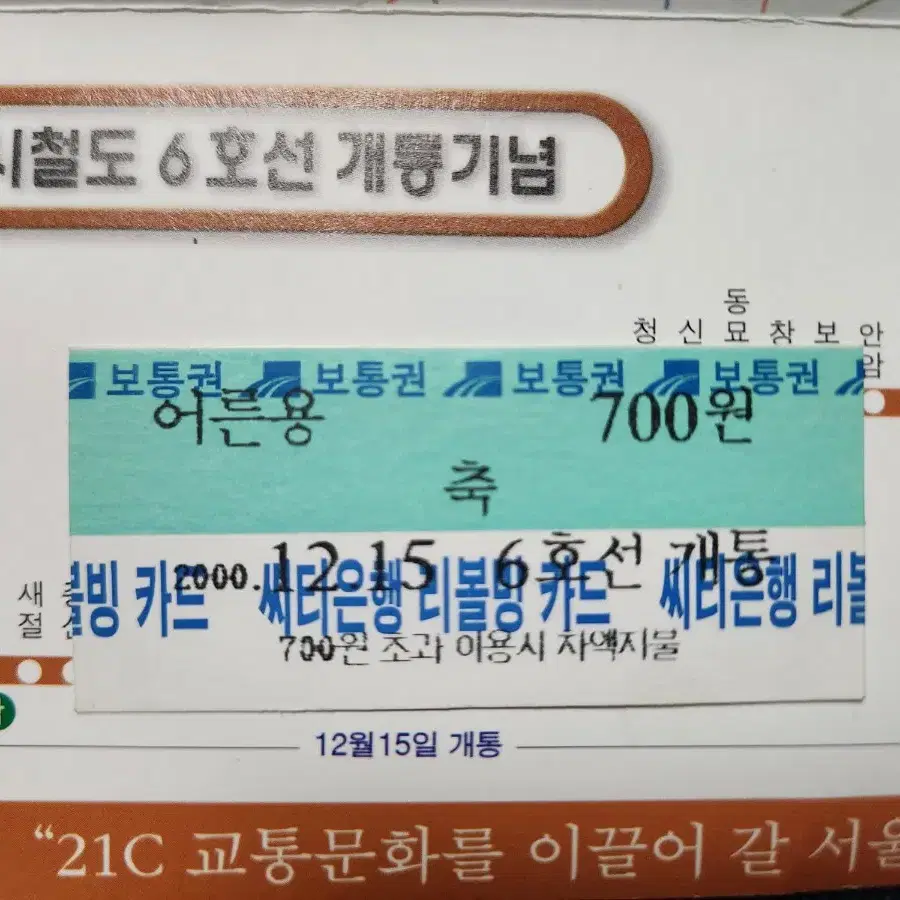 시철도 6호선 개통기념
동
청 신 묘 창 보 안
암
보통권 보통권 보통권 보통권
어른용 700원
축
2000.12.15 6호선 개통
빙 카드 씨티은행 리볼빙 카드 씨티은행 리볼
700원 초과 이용시 차액지불
새
절 신
12월15일 개통
“21C 교통문화를 이끌어 갈 서울